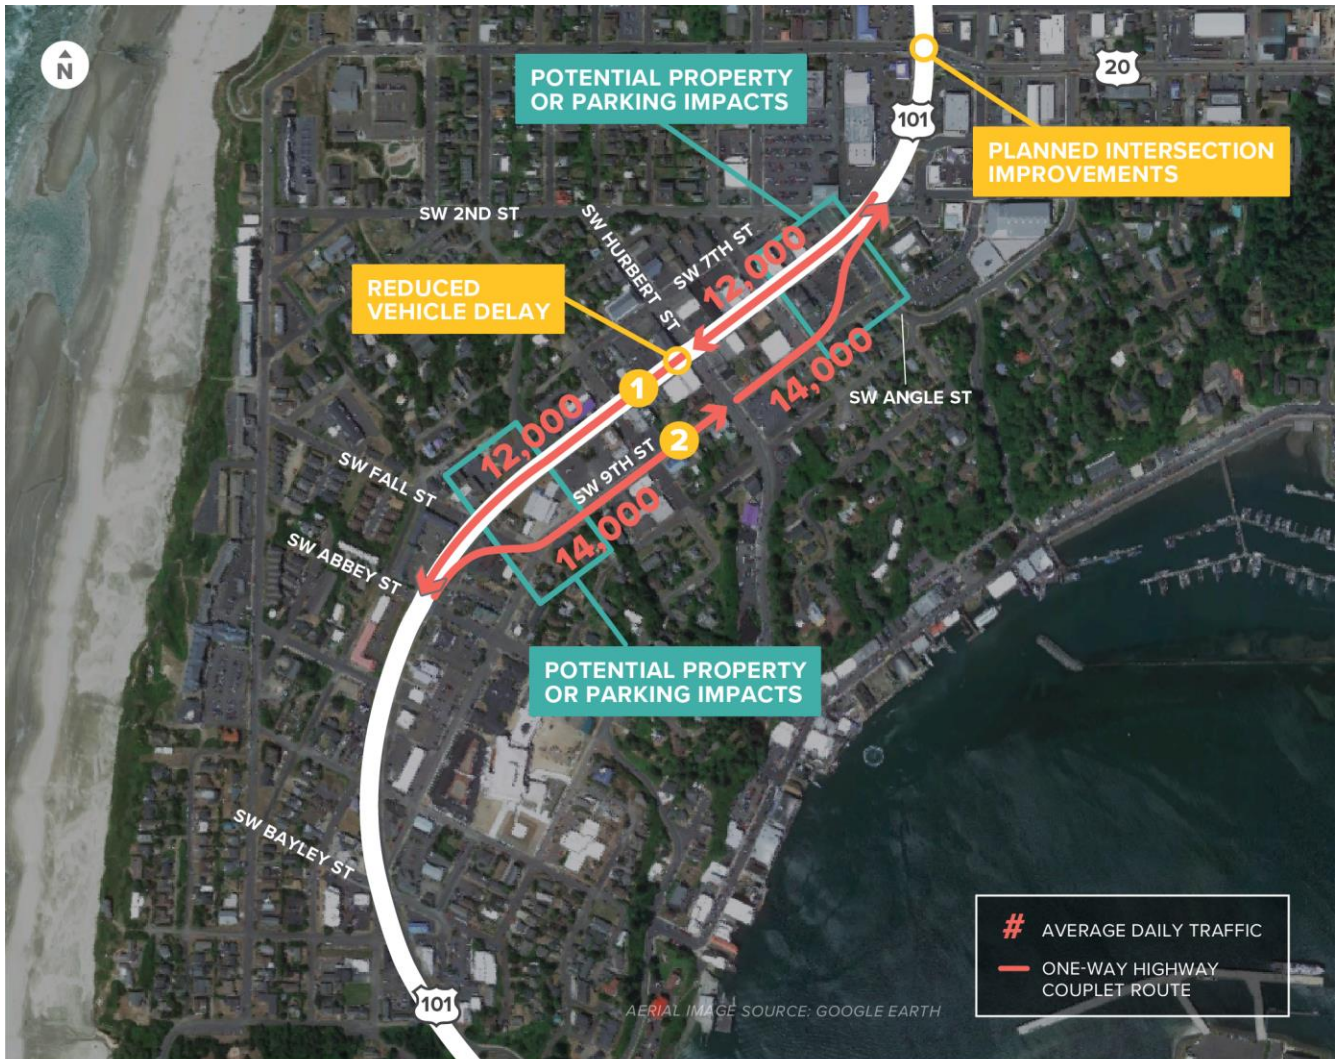 N
POTENTIAL PROPERTY
OR PARKING IMPACTS
20
101
PLANNED INTERSECTION
IMPROVEMENTS
SW 2ND ST
SW HURBERT ST
SW 7TH ST
12,000
REDUCED
VEHICLE DELAY
14,000
SW ANGLE ST
1
12,000
2
SW 9TH ST
SW FALL ST
14,000
SW ABBEY ST
POTENTIAL PROPERTY
OR PARKING IMPACTS
SW BAYLEY ST
# AVERAGE DAILY TRAFFIC
ONE-WAY HIGHWAY
COUPLET ROUTE
101
AERIAL IMAGE SOURCE: GOOGLE EARTH